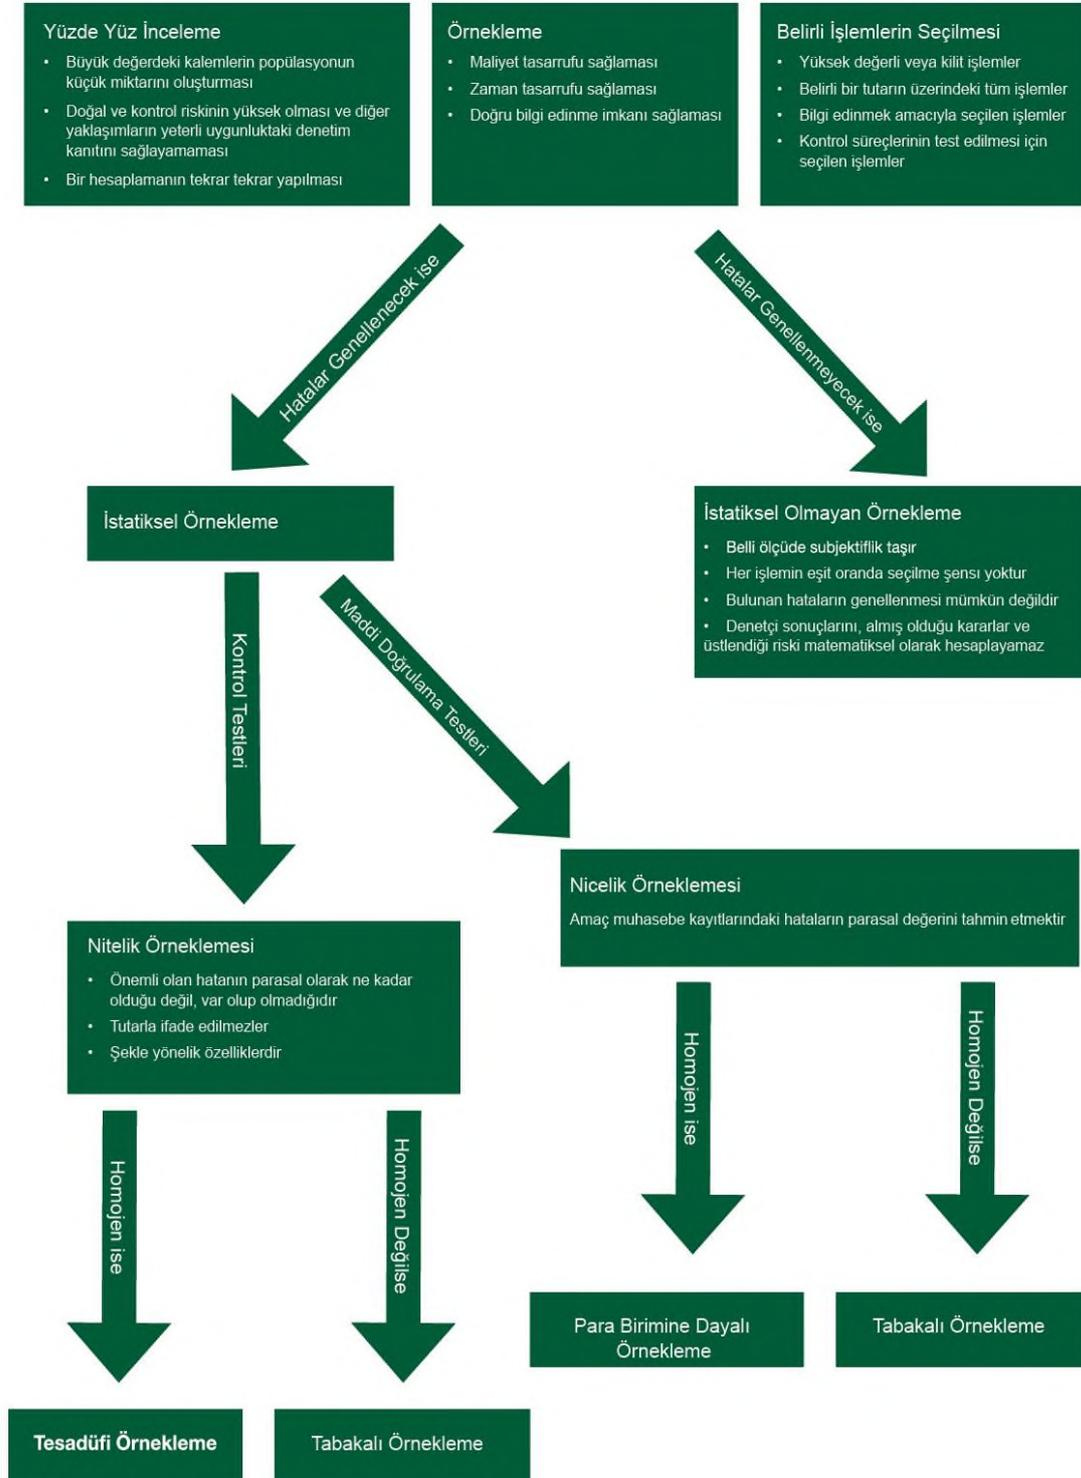 Yüzde Yüz İnceleme
• Büyük değerdeki kalemlerin popülasyonun
küçük miktarını oluşturması
• Doğal ve kontrol riskinin yüksek olması ve diğer
yaklaşımların yeterli uygunluktaki denetim
kanıtını sağlayamaması
• Bir hesaplamanın tekrar tekrar yapılması
Örnekleme
• Maliyet tasarrufu sağlaması
• Zaman tasarrufu sağlaması
• Doğru bilgi edinme imkanı sağlaması
Belirli İşlemlerin Seçilmesi
• Yüksek değerli veya kilit işlemler
• Belirli bir tutarın üzerindeki tüm işlemler
• Bilgi edinmek amacıyla seçilen işlemler
• Kontrol süreçlerinin test edilmesi için
seçilen işlemler
Hatalar Genellenecek ise
Hatalar Genellenmeyecek ise
İstatiksel Örnekleme
İstatiksel Olmayan Örnekleme
• Belli ölçüde subjektiflik taşır
• Her işlemin eşit oranda seçilme şensı yoktur
• Bulunan hataların genellenmesi mümkün değildir
• Denetçi sonuçlarını, almış olduğu kararlar ve
üstlendiği riski matematiksel olarak hesaplayamaz
Kontrol Testleri
Maddi Doğrulama Testleri
Nicelik Örneklemesi
Amaç muhasebe kayıtlarındaki hataların parasal değerini tahmin etmektir
Nitelik Örneklemesi
• Önemli olan hatanın parasal olarak ne kadar
olduğu değil, var olup olmadığıdır
• Tutarla ifade edilmezler
• Şekle yönelik özelliklerdir
Homojen ise
Homojen Değilse
Homojen ise
Homojen Değilse
Para Birimine Dayalı
Örnekleme
Tabakalı Örnekleme
Tesadüfi Örnekleme
Tabakalı Örnekleme